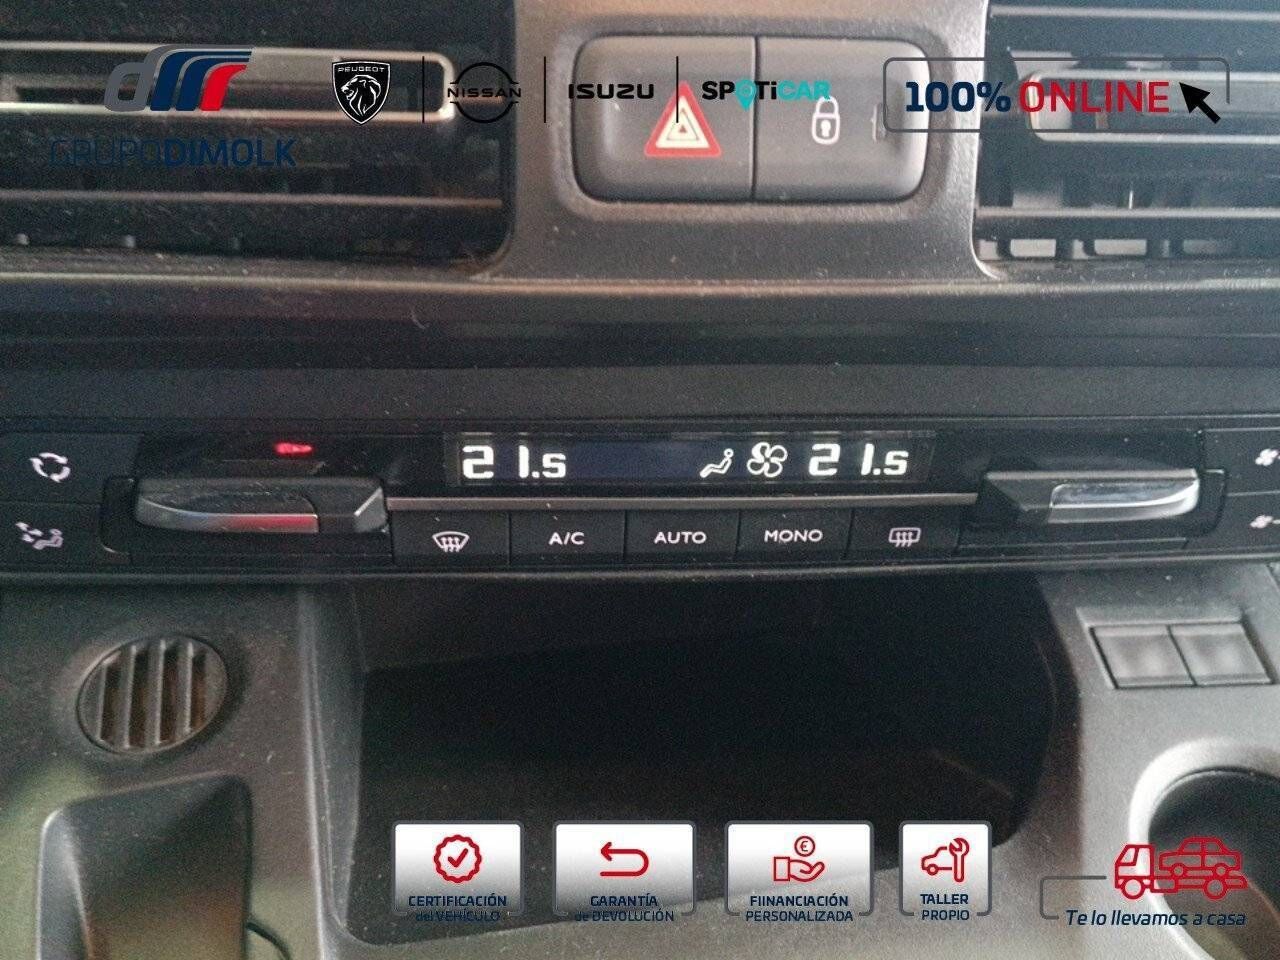 PEUGEOT
NISSAN
ISUZU
SPOTiCAR
100% ONLINE
GRUPODIMOLK
21.5
21.5
A/C
AUTO
MONO
CERTIFICACIÓN
del VEHÍCULO
GARANTÍA
de DEVOLUCIÓN
FIINANCIACIÓN
PERSONALIZADA
TALLER
PROPIO
Te lo llevamos a casa